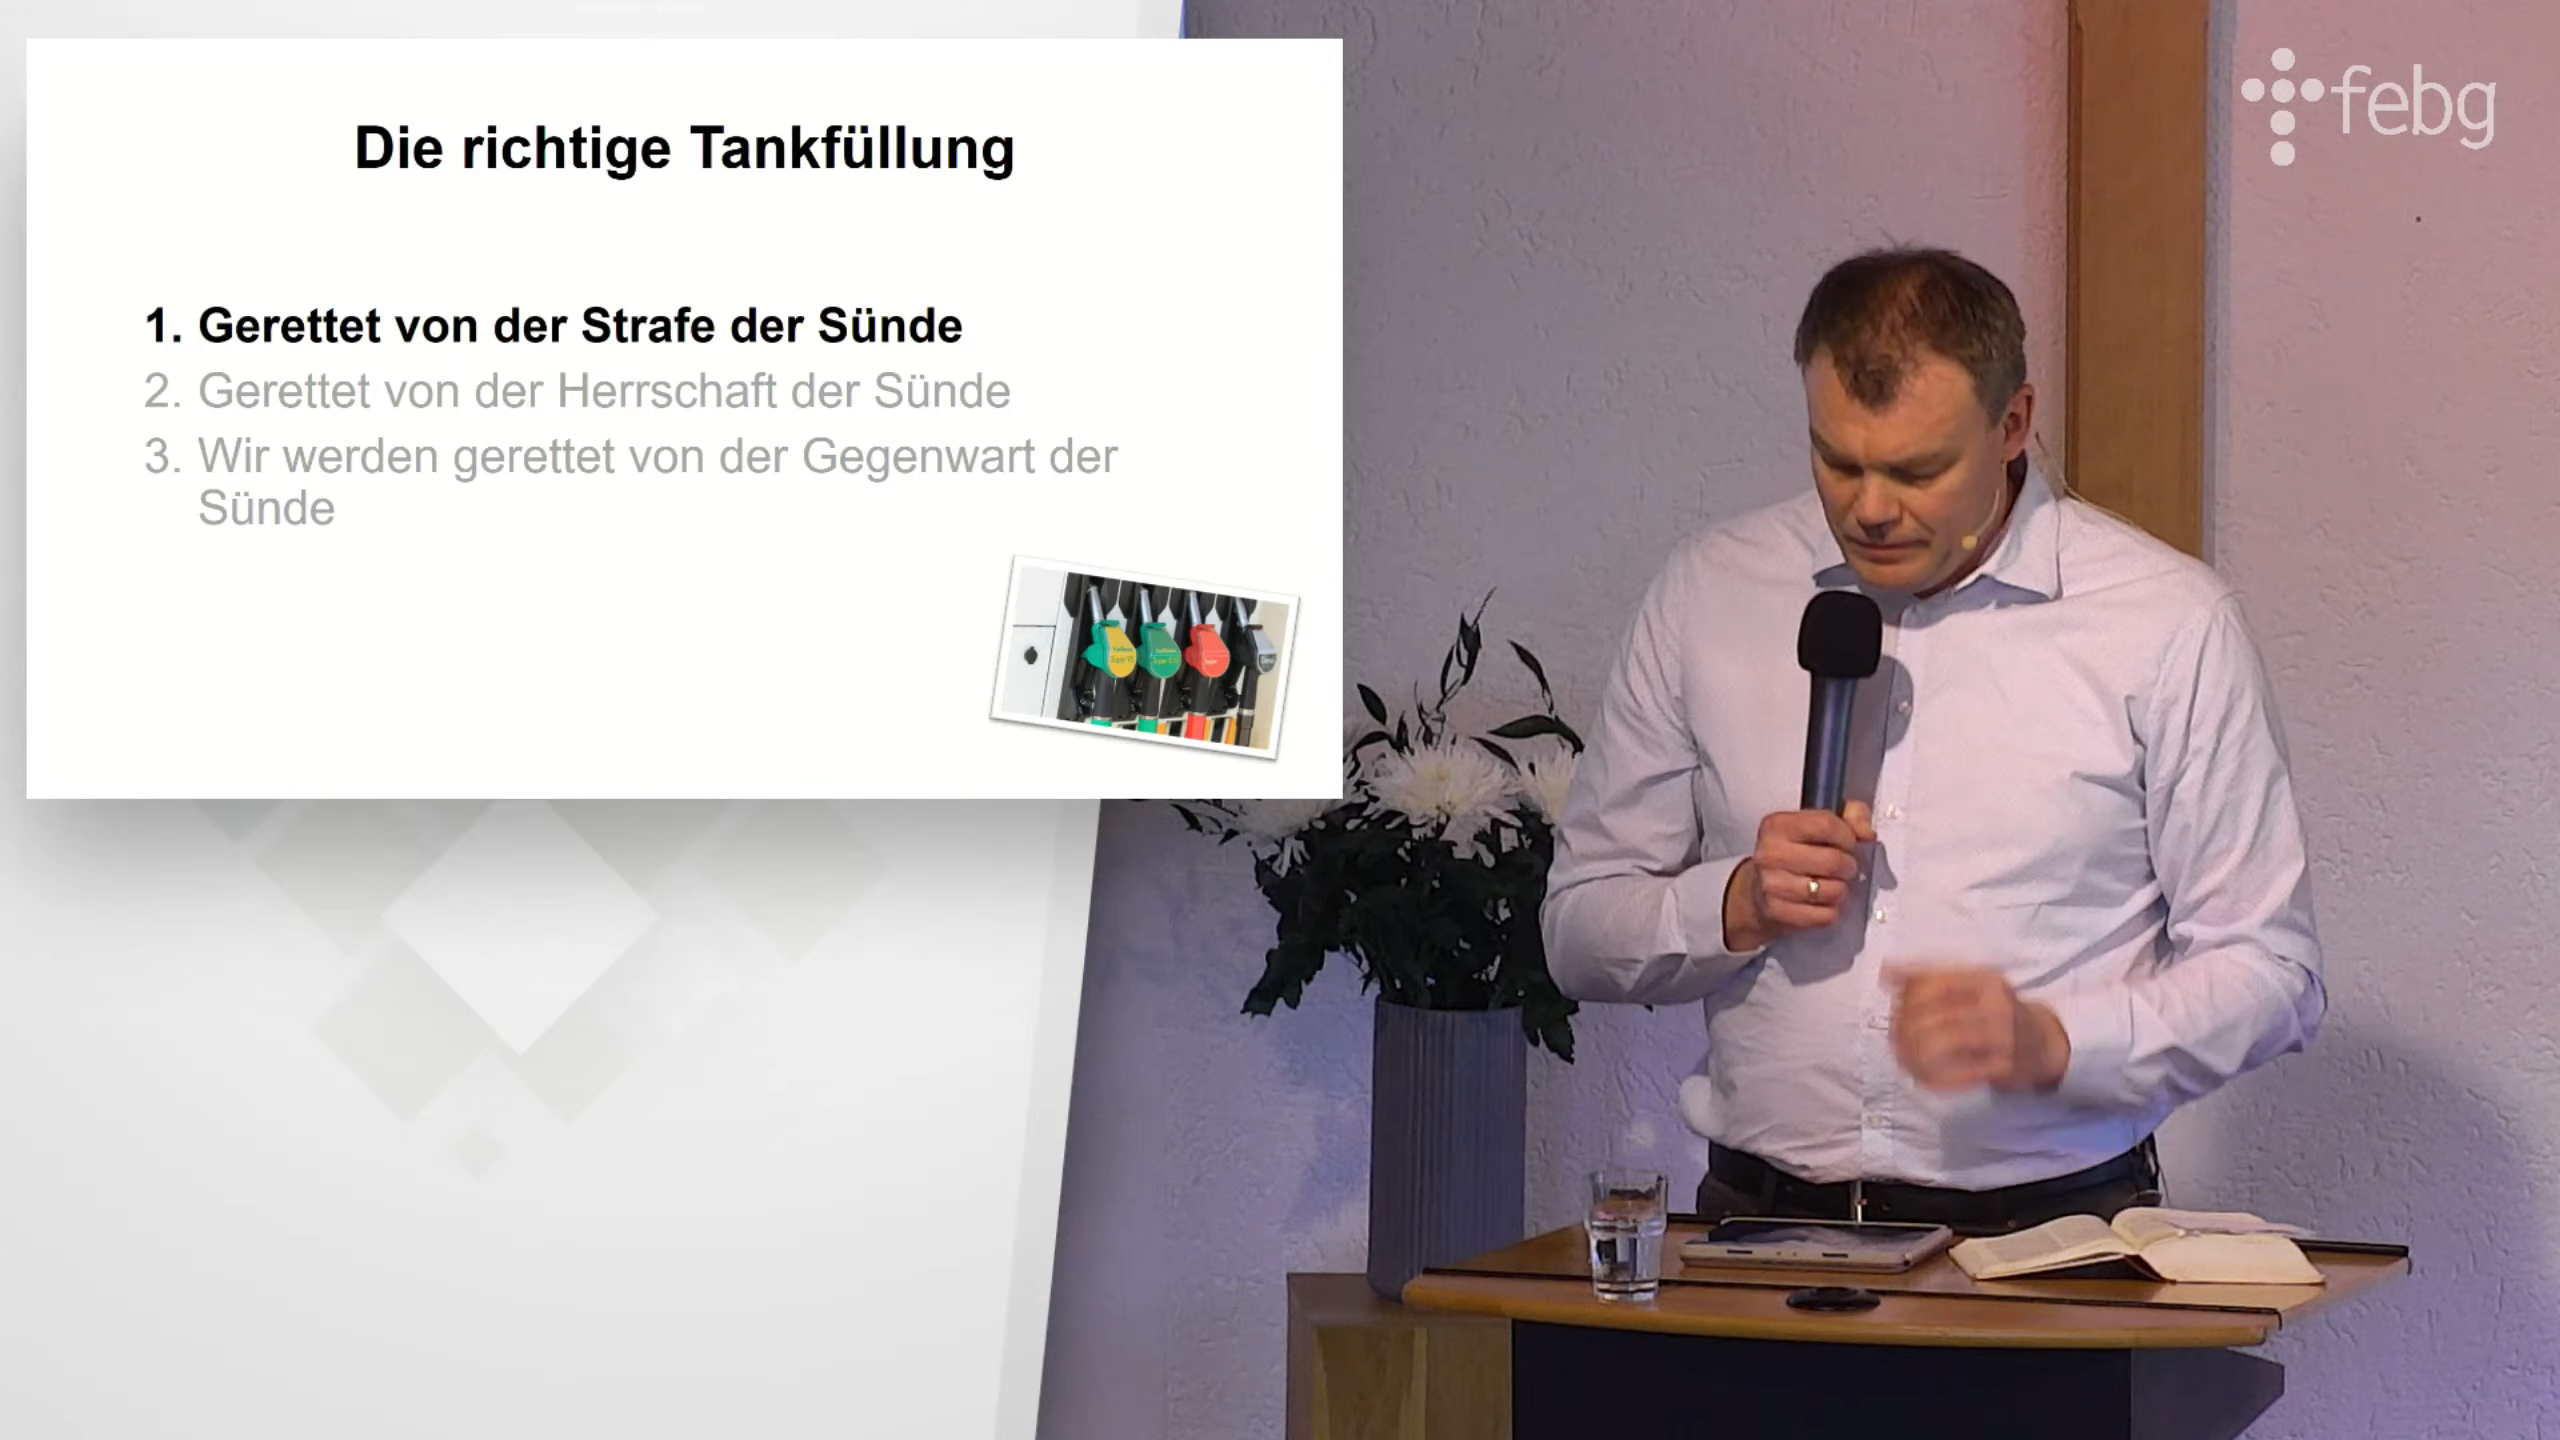 Die richtige Tankfüllung
1. Gerettet von der Strafe der Sünde
2. Gerettet von der Herrschaft der Sünde
3. Wir werden gerettet von der Gegenwart der
Sünde
febg